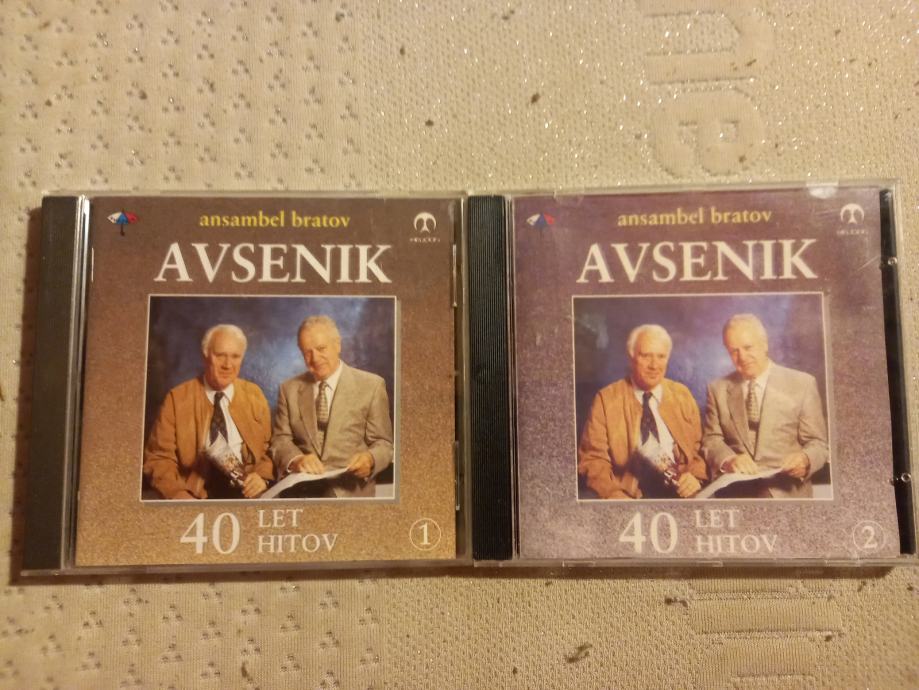 ansambel bratov
AVSENIK
40 LET
HITOV
1
ansambel bratov
AVSENIK
40 LET
HITOV
2